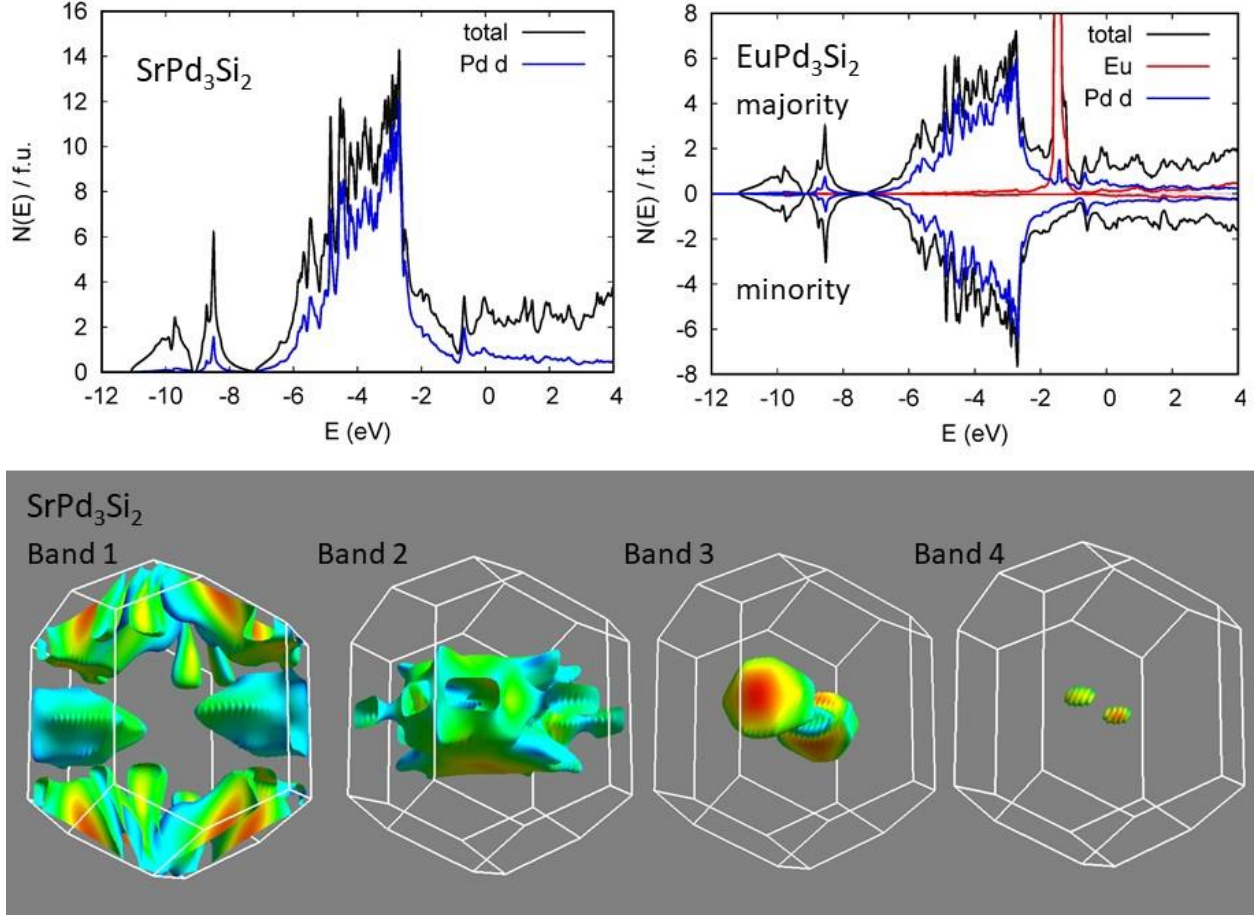 SrPd₃Si₂
total
Pd d
N(E) / f.u.
16
14
12
10
8
6
4
2
0
-12 -10 -8 -6 -4 -2 0 2 4
E (eV)
EuPd₃Si₂
majority
minority
total
Eu
Pd d
N(E) / f.u.
8
6
4
2
0
-2
-4
-6
-8
-12 -10 -8 -6 -4 -2 0 2 4
E (eV)
SrPd₃Si₂
Band 1 Band 2 Band 3 Band 4